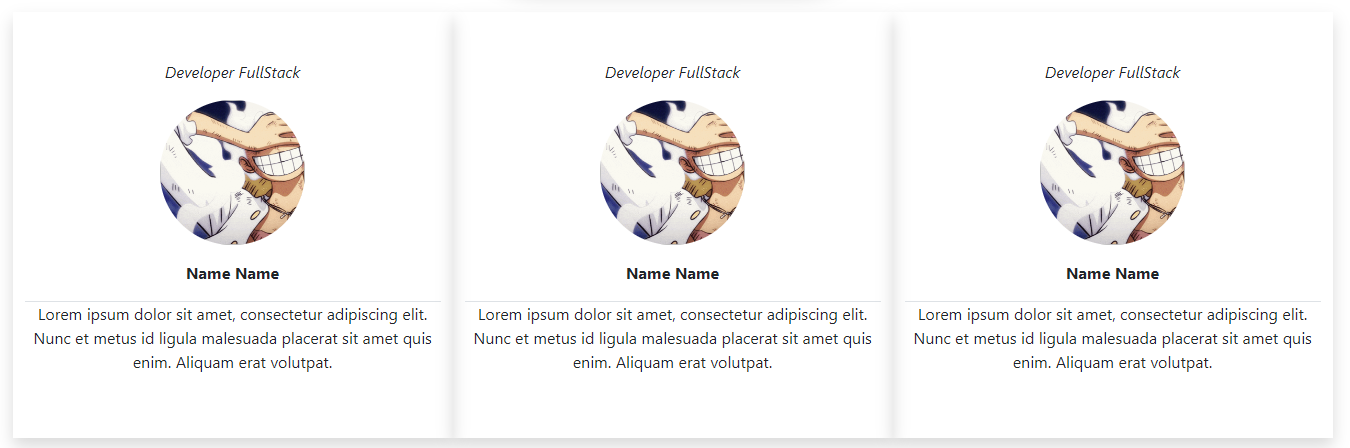 Developer FullStack
Name Name
Lorem ipsum dolor sit amet, consectetur adipiscing elit.
Nunc et metus id ligula malesuada placerat sit amet quis
enim. Aliquam erat volutpat.
Developer FullStack
Name Name
Lorem ipsum dolor sit amet, consectetur adipiscing elit.
Nunc et metus id ligula malesuada placerat sit amet quis
enim. Aliquam erat volutpat.
Developer FullStack
Name Name
Lorem ipsum dolor sit amet, consectetur adipiscing elit.
Nunc et metus id ligula malesuada placerat sit amet quis
enim. Aliquam erat volutpat.